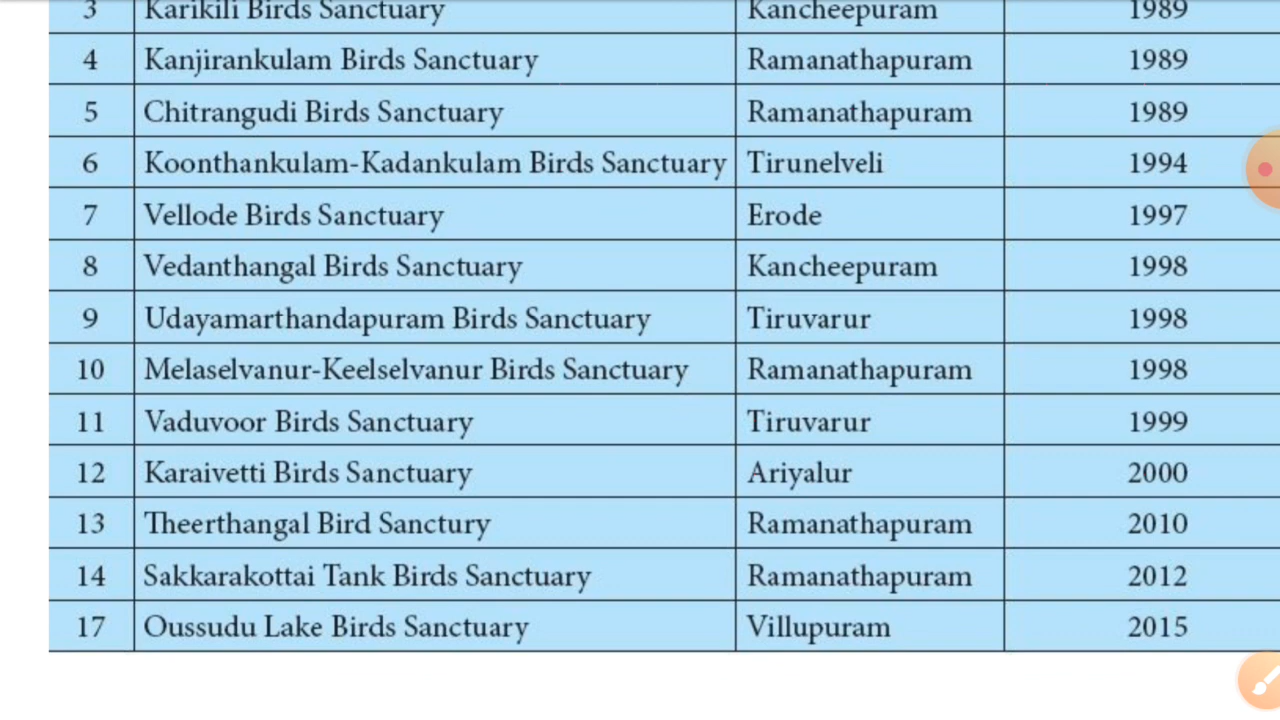 3 Karikili Birds Sanctuary Kancheepuram 1989
4 Kanjirankulam Birds Sanctuary Ramanathapuram 1989
5 Chitrangudi Birds Sanctuary Ramanathapuram 1989
6 Koonthankulam-Kadankulam Birds Sanctuary Tirunelveli 1994
7 Vellode Birds Sanctuary Erode 1997
8 Vedanthangal Birds Sanctuary Kancheepuram 1998
9 Udayamarthandapuram Birds Sanctuary Tiruvarur 1998
10 Melaselvanur-Keelselvanur Birds Sanctuary Ramanathapuram 1998
11 Vaduvoor Birds Sanctuary Tiruvarur 1999
12 Karaivetti Birds Sanctuary Ariyalur 2000
13 Theerthangal Bird Sanctury Ramanathapuram 2010
14 Sakkarakottai Tank Birds Sanctuary Ramanathapuram 2012
17 Oussudu Lake Birds Sanctuary Villupuram 2015